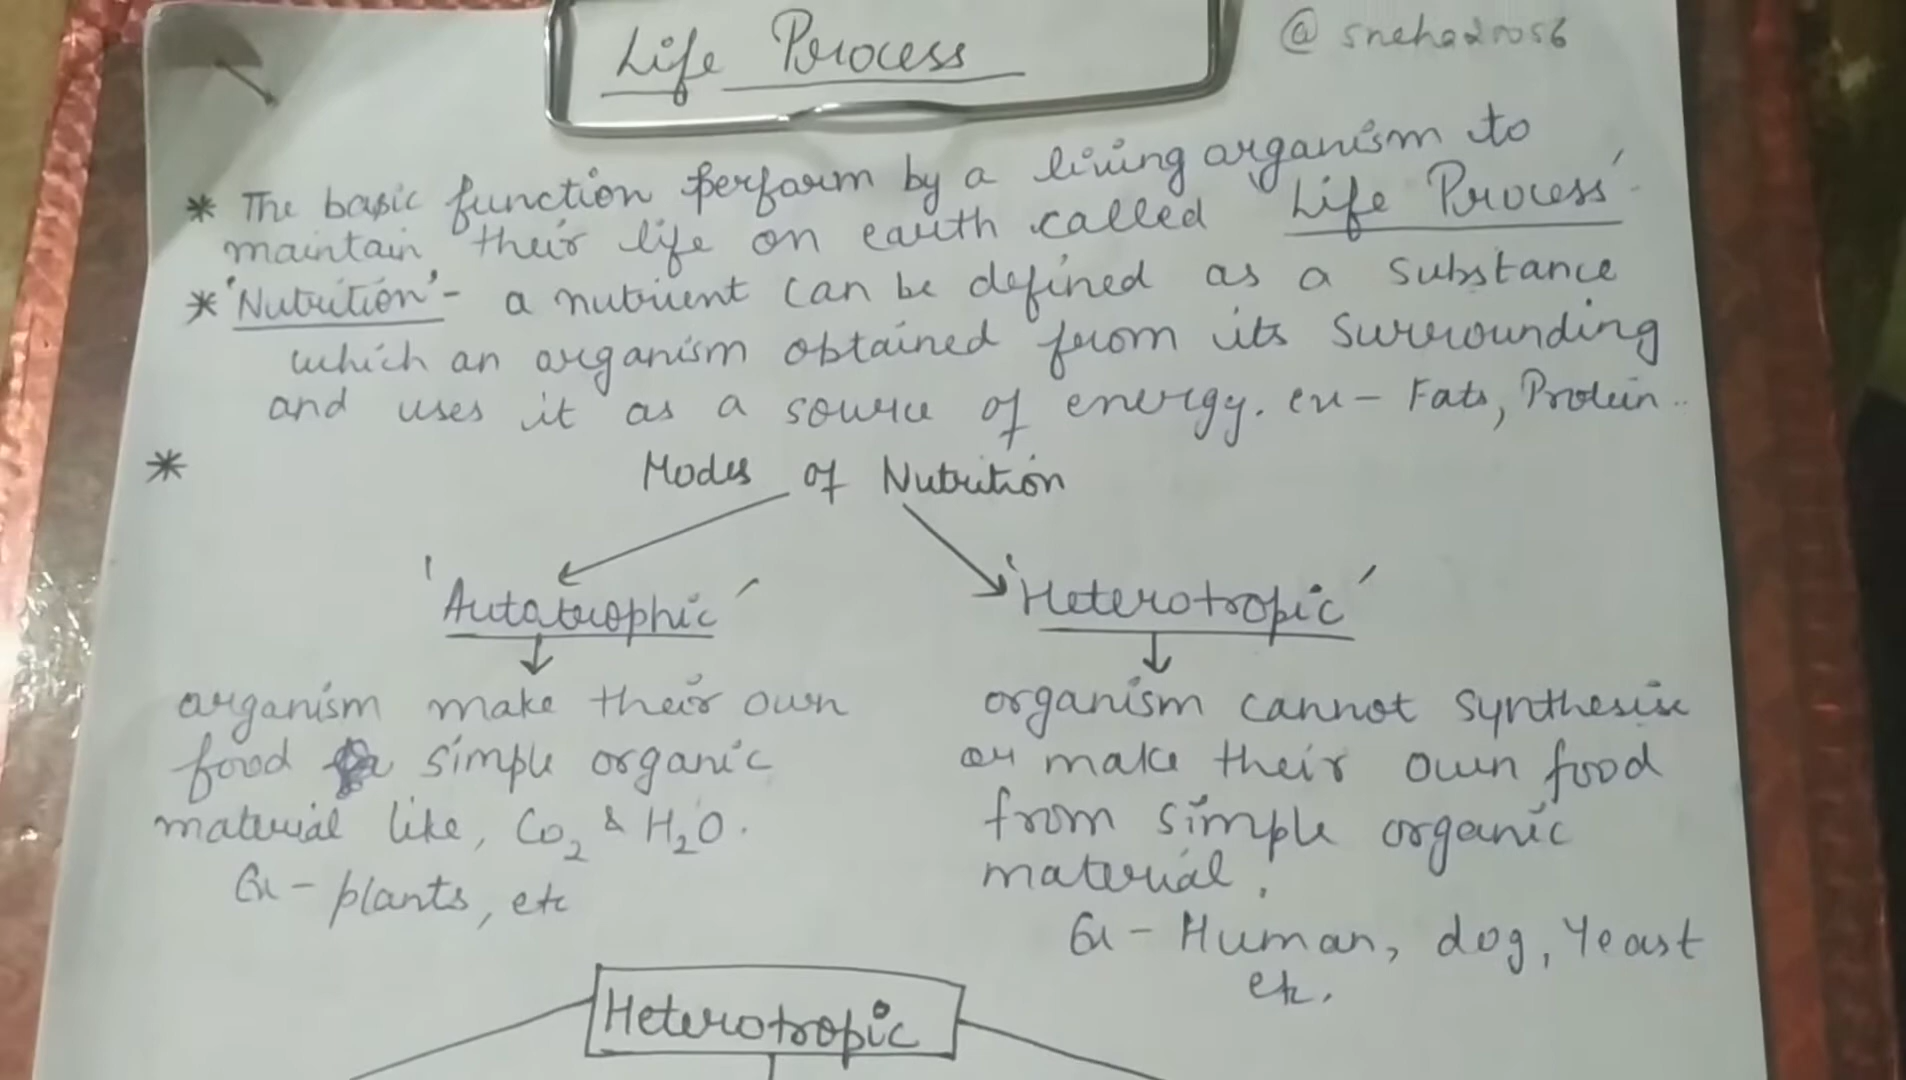 Life Process
@sneha2056
* The basic function perform by a living organism to
maintain their life on earth called 'Life Process'
* 'Nutrition' - a nutrient can be defined as a substance
which an organism obtained from its surrounding
and uses it as a source of energy. ex - Fats, Protein..
* Modes of Nutrition
'Autotrophic'
'Heterotropic'
organism make their own
food simple organic
material like, CO2 & H2O.
Ex - plants, etc
organism cannot synthesise
or make their own food
from simple organic
material.
Ex - Human, dog, Yeast
etc.
Heterotropic